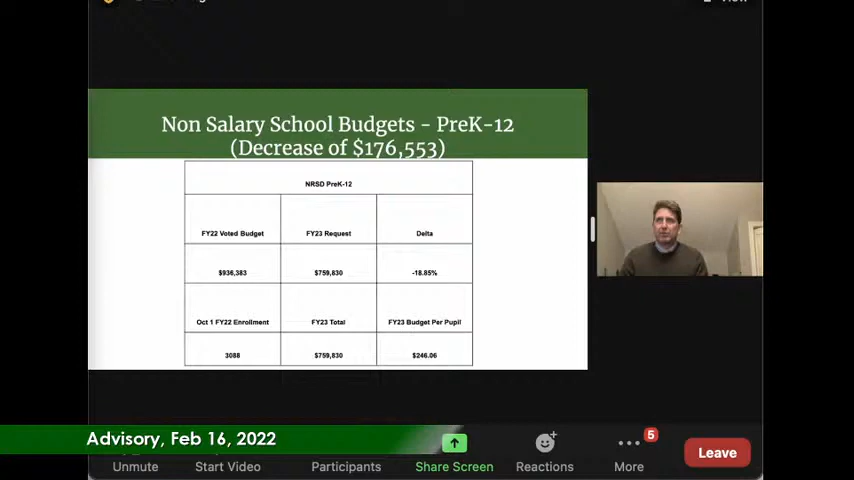 Non Salary School Budgets - PreK-12
(Decrease of $176,553)
NRSD PreK-12
FY22 Voted Budget
FY23 Request
Delta
$936,383
$759,830
-18.85%
Oct 1 FY22 Enrollment
FY23 Total
FY23 Budget Per Pupil
3088
$759,830
$246.06
Advisory, Feb 16, 2022
5
Unmute
Start Video
Participants
Share Screen
Reactions
More
Leave